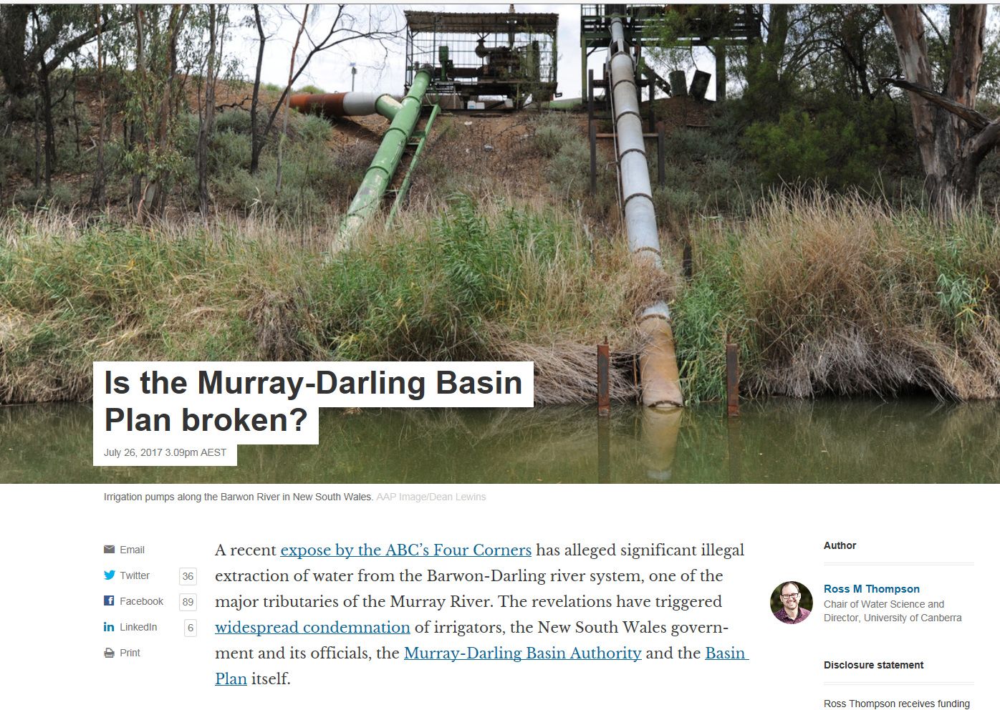 Is the Murray-Darling Basin
Plan broken?
July 26, 2017 3.09pm AEST
Irrigation pumps along the Barwon River in New South Wales. AAP Image/Dean Lewins
Email
Twitter 36
Facebook 89
LinkedIn 6
Print
A recent expose by the ABC’s Four Corners has alleged significant illegal
extraction of water from the Barwon-Darling river system, one of the
major tributaries of the Murray River. The revelations have triggered
widespread condemnation of irrigators, the New South Wales govern-
ment and its officials, the Murray-Darling Basin Authority and the Basin
Plan itself.
Author
Ross M Thompson
Chair of Water Science and
Director, University of Canberra
Disclosure statement
Ross Thompson receives funding